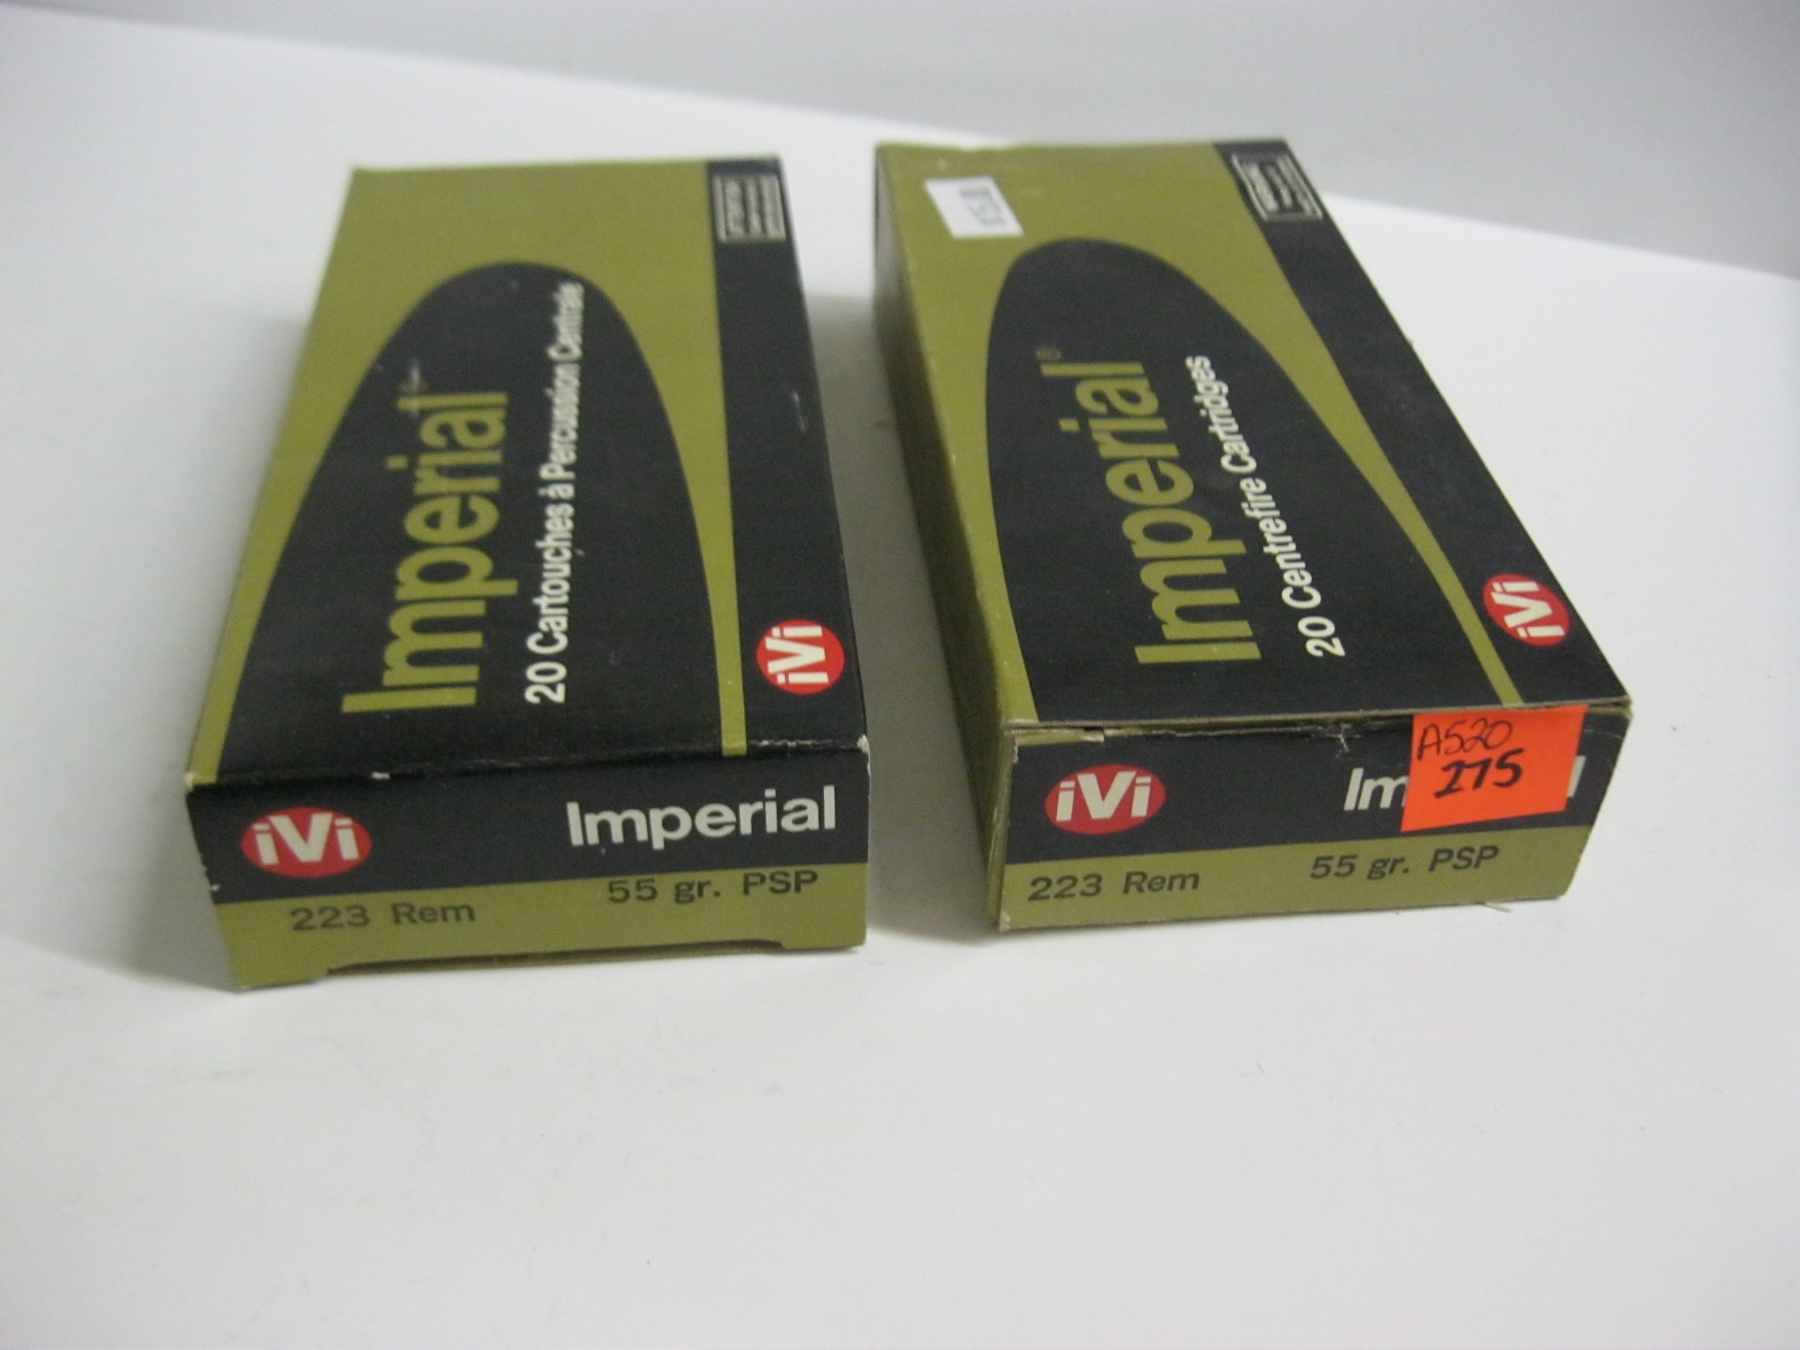 Imperial
20 Cartouches à Percussion Centrale
iVi
iVi
Imperial
223 Rem
55 gr. PSP
Imperial®
20 Centrefire Cartridges
iVi
iVi
A520
275
223 Rem
55 gr. PSP